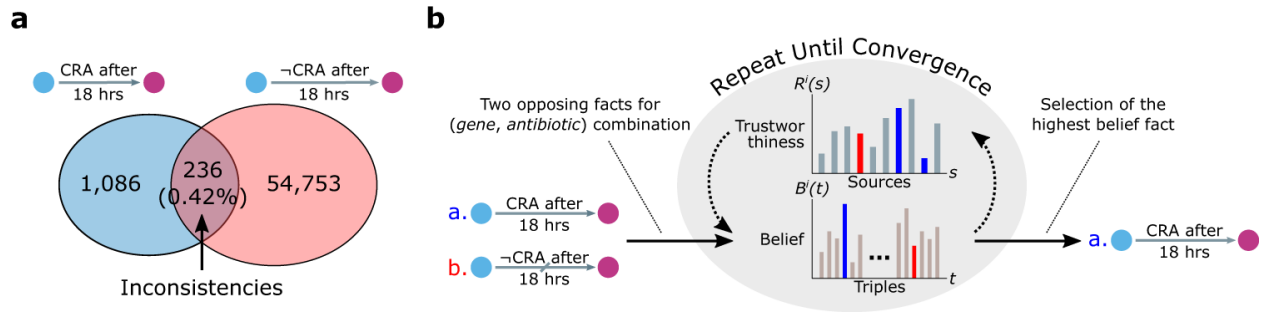 a
CRA after
18 hrs
¬CRA after
18 hrs
1,086
236
(0.42%)
54,753
Inconsistencies
b
Repeat Until Convergence
Two opposing facts for
(gene, antibiotic) combination
a.
CRA after
18 hrs
b.
¬CRA after
18 hrs
Rⁱ(s)
Trustwor
thiness
Sources
s
Bⁱ(t)
Belief
...
Triples
t
Selection of the
highest belief fact
a.
CRA after
18 hrs